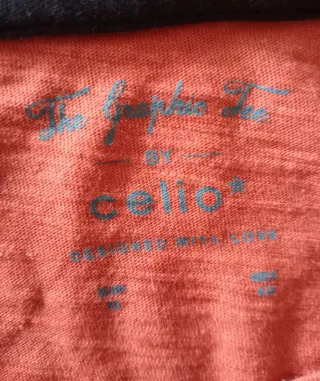 The Graphic Tee
BY
celio*
DESIGNED WITH LOVE